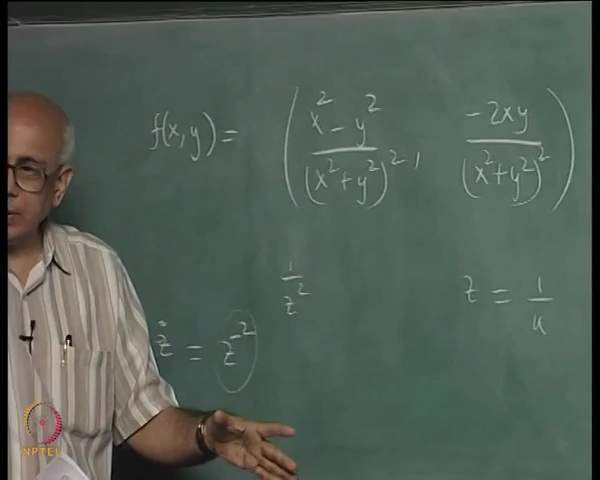 f(x,y) = ( x² - y² / (x²+y²)² , -2xy / (x²+y²)² )
1/z²
z = 1/u
ż = z⁻²
NPTEL